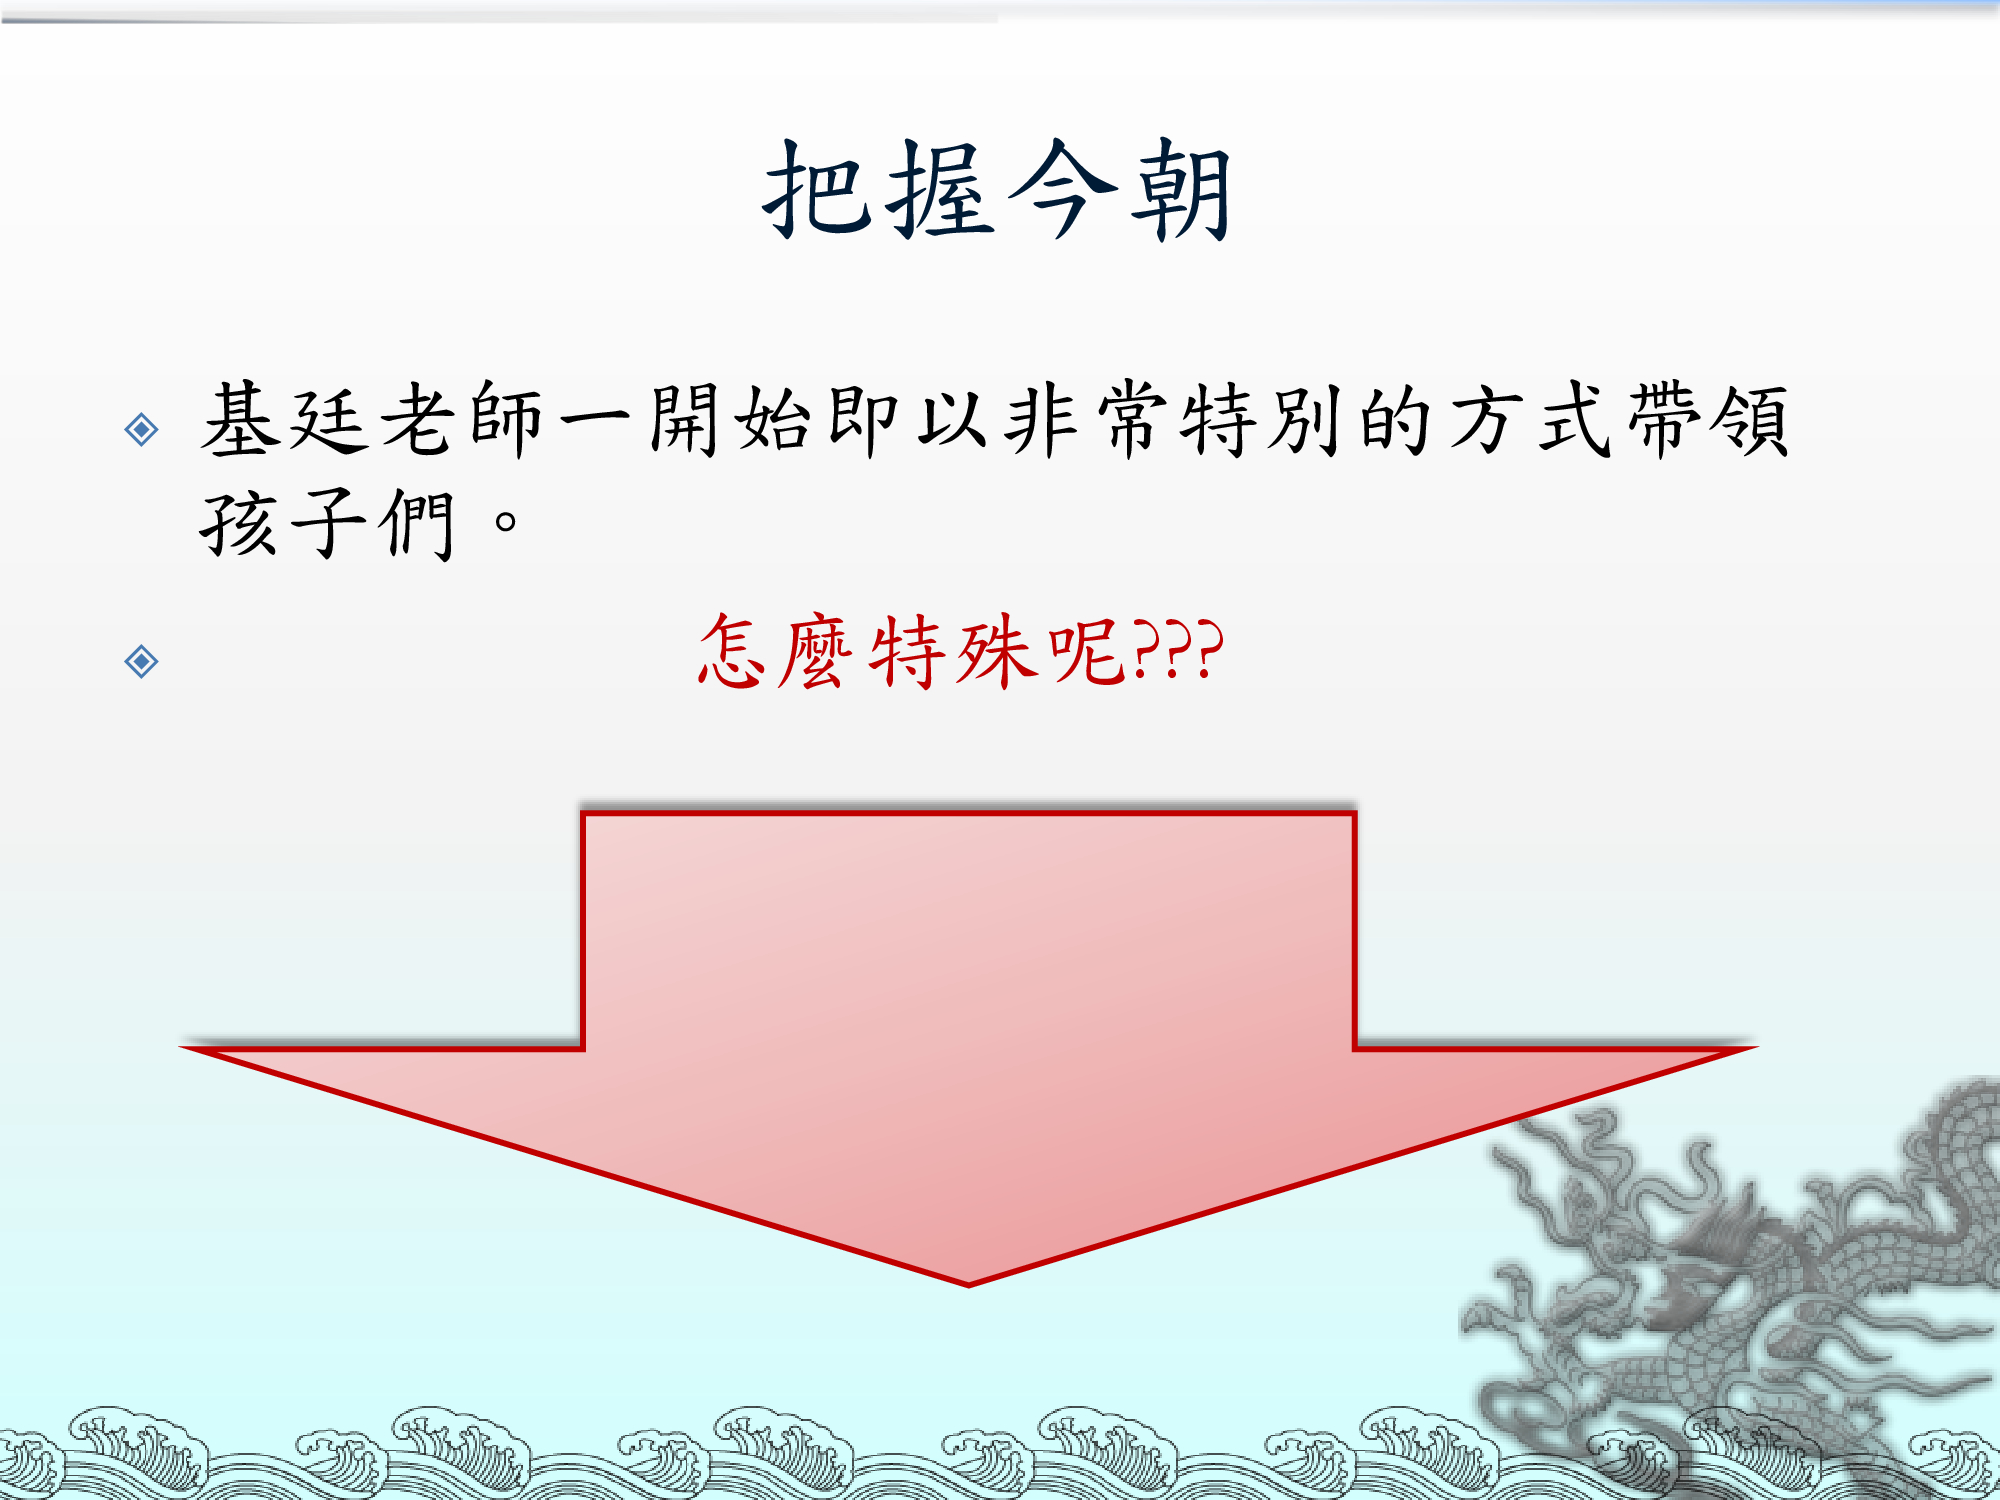 把握今朝
基廷老師一開始即以非常特別的方式帶領
孩子們。
怎麼特殊呢???